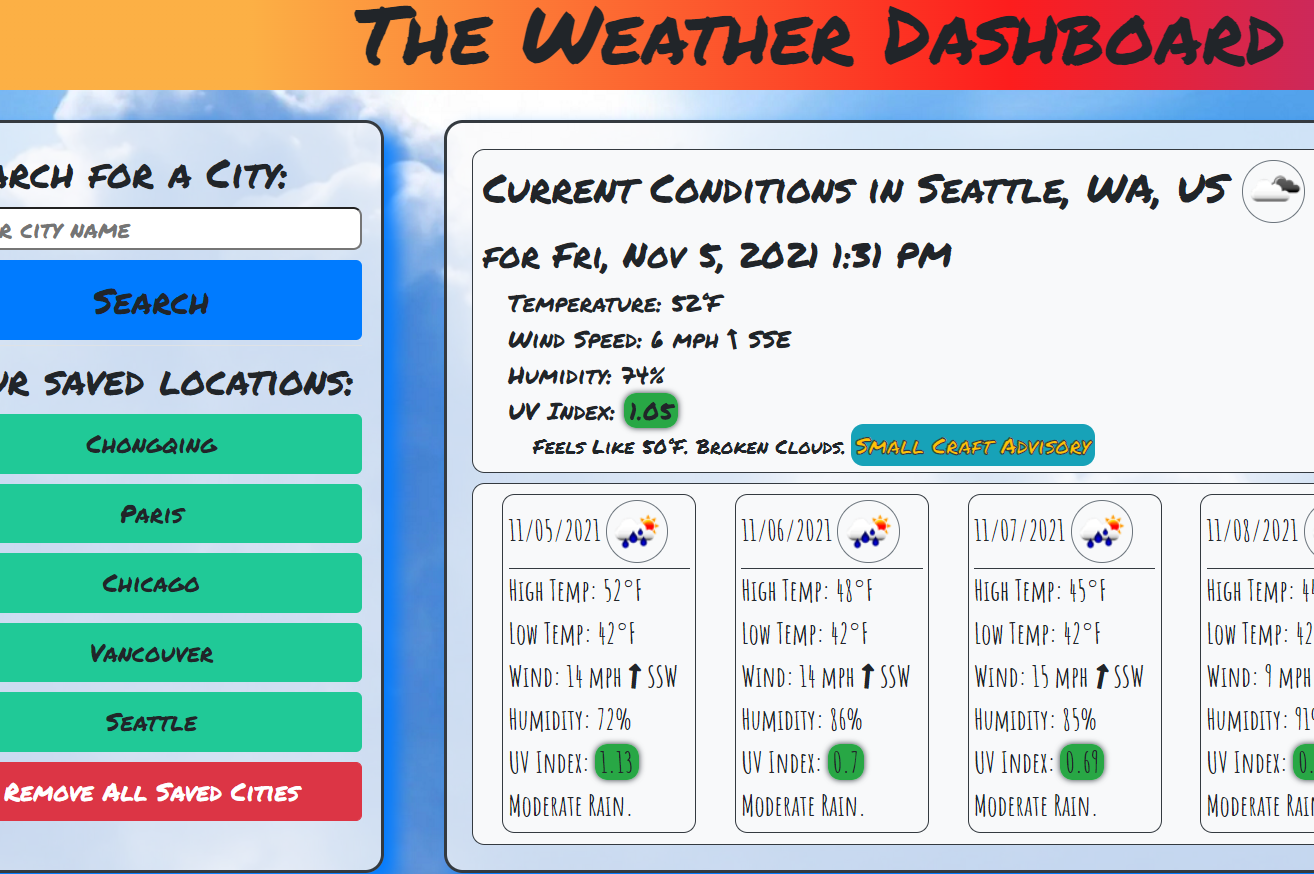 The Weather Dashboard
arch for a City:
r city name
Search
ur saved locations:
Chongqing
Paris
Chicago
Vancouver
Seattle
Remove All Saved Cities
Current Conditions in Seattle, WA, US
for Fri, Nov 5, 2021 1:31 PM
Temperature: 52°F
Wind Speed: 6 mph ↑ SSE
Humidity: 74%
UV Index: 1.05
Feels Like 50°F. Broken Clouds. Small Craft Advisory
11/05/2021
High Temp: 52°F
Low Temp: 42°F
Wind: 14 mph ↑ SSW
Humidity: 72%
UV Index: 1.13
Moderate Rain.
11/06/2021
High Temp: 48°F
Low Temp: 42°F
Wind: 14 mph ↑ SSW
Humidity: 86%
UV Index: 0.7
Moderate Rain.
11/07/2021
High Temp: 45°F
Low Temp: 42°F
Wind: 15 mph ↑ SSW
Humidity: 85%
UV Index: 0.69
Moderate Rain.
11/08/2021
High Temp:
Low Temp: 42
Wind: 9 mph
Humidity: 91
UV Index: 0.
Moderate Rain